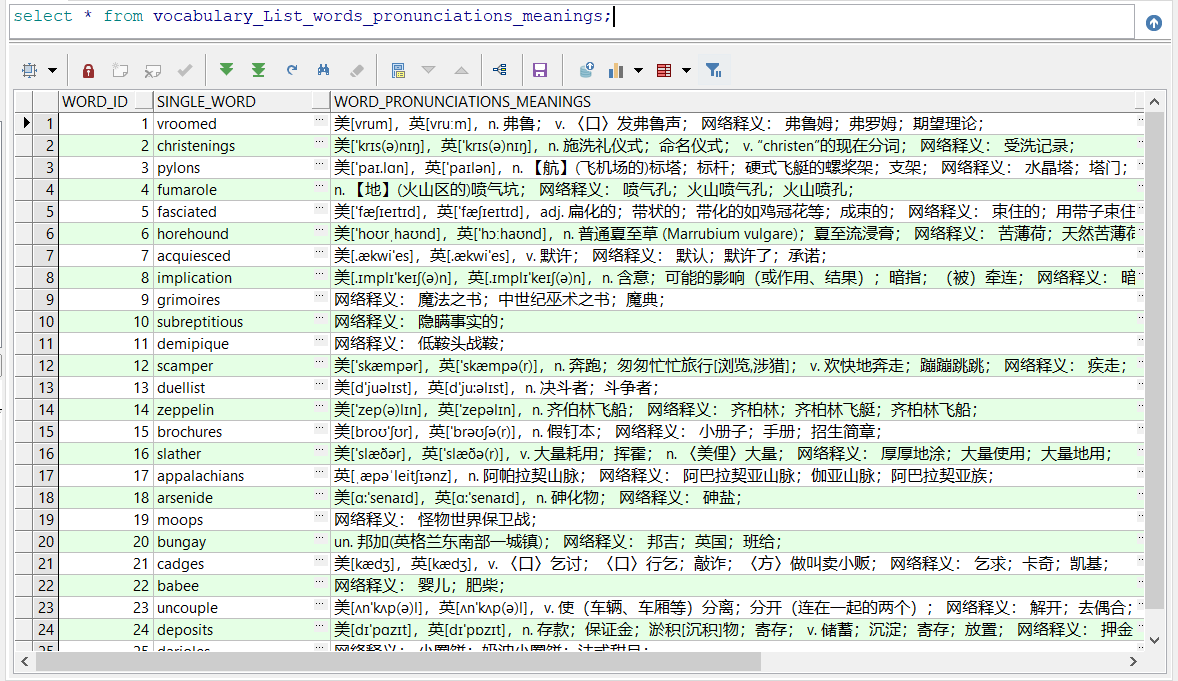 select * from vocabulary_List_words_pronunciations_meanings;
WORD_ID SINGLE_WORD WORD_PRONUNCIATIONS_MEANINGS
1 1 vroomed 美[vrum]，英[vruːm]，n. 弗鲁； v. 〈口〉发弗鲁声； 网络释义： 弗鲁姆；弗罗姆；期望理论；
2 2 christenings 美['krɪs(ə)nɪŋ]，英['krɪs(ə)nɪŋ]，n. 施洗礼仪式；命名仪式； v. “christen”的现在分词； 网络释义： 受洗记录；
3 3 pylons 美['paɪ.lɑn]，英['paɪlən]，n. 【航】(飞机场的)标塔；标杆；硬式飞艇的螺桨架；支架； 网络释义： 水晶塔；塔门；
4 4 fumarole n. 【地】(火山区的)喷气坑； 网络释义： 喷气孔；火山喷气孔；火山喷孔；
5 5 fasciated 美['fæʃɪeɪtɪd]，英['fæʃɪeɪtɪd]，adj. 扁化的；带状的；带化的如鸡冠花等；成束的； 网络释义： 束住的；用带子束住
6 6 horehound 美['hoʊrˌhaʊnd]，英['hɔːhaʊnd]，n. 普通夏至草 (Marrubium vulgare)；夏至流浸膏； 网络释义： 苦薄荷；天然苦薄荷
7 7 acquiesced 美[.ækwi'es]，英[.ækwi'es]，v. 默许； 网络释义： 默认；默许了；承诺；
8 8 implication 美[.ɪmplɪ'keɪʃ(ə)n]，英[.ɪmplɪ'keɪʃ(ə)n]，n. 含意；可能的影响（或作用、结果）；暗指；（被）牵连； 网络释义： 暗
9 9 grimoires 网络释义： 魔法之书；中世纪巫术之书；魔典；
10 10 subreptitious 网络释义： 隐瞒事实的；
11 11 demipique 网络释义： 低鞍头战鞍；
12 12 scamper 美['skæmpər]，英['skæmpə(r)]，n. 奔跑；匆匆忙忙旅行[浏览,涉猎]； v. 欢快地奔走；蹦蹦跳跳； 网络释义： 疾走；
13 13 duellist 美[d'juəlɪst]，英[d'juːəlɪst]，n. 决斗者；斗争者；
14 14 zeppelin 美['zep(ə)lɪn]，英['zepəlɪn]，n. 齐伯林飞船； 网络释义： 齐柏林；齐柏林飞艇；齐柏林飞船；
15 15 brochures 美[broʊ'ʃʊr]，英['brəʊʃə(r)]，n. 假钉本； 网络释义： 小册子；手册；招生简章；
16 16 slather 美['slæðər]，英['slæðə(r)]，v. 大量耗用；挥霍； n. 〈美俚〉大量； 网络释义： 厚厚地涂；大量使用；大量地用；
17 17 appalachians 英[ˌæpəˈleitʃɪənz]，n. 阿帕拉契山脉； 网络释义： 阿巴拉契亚山脉；伽亚山脉；阿巴拉契亚族；
18 18 arsenide 美[ɑː'senaɪd]，英[ɑː'senaɪd]，n. 砷化物； 网络释义： 砷盐；
19 19 moops 网络释义： 怪物世界保卫战；
20 20 bungay un. 邦加(英格兰东南部一城镇)； 网络释义： 邦吉；英国；班给；
21 21 cadges 美[kædʒ]，英[kædʒ]，v. 〈口〉乞讨；〈口〉行乞；敲诈；〈方〉做叫卖小贩； 网络释义： 乞求；卡奇；凯基；
22 22 babee 网络释义： 婴儿；肥柴；
23 23 uncouple 美[ʌn'kʌp(ə)l]，英[ʌn'kʌp(ə)l]，v. 使（车辆、车厢等）分离；分开（连在一起的两个）； 网络释义： 解开；去偶合；
24 24 deposits 美[dɪ'pɑzɪt]，英[dɪ'pɒzɪt]，n. 存款；保证金；淤积[沉积]物；寄存； v. 储蓄；沉淀；寄存；放置； 网络释义： 押金
25 25 darioles 网络释义： 小圈饼；奶油小圈饼；法式甜品；